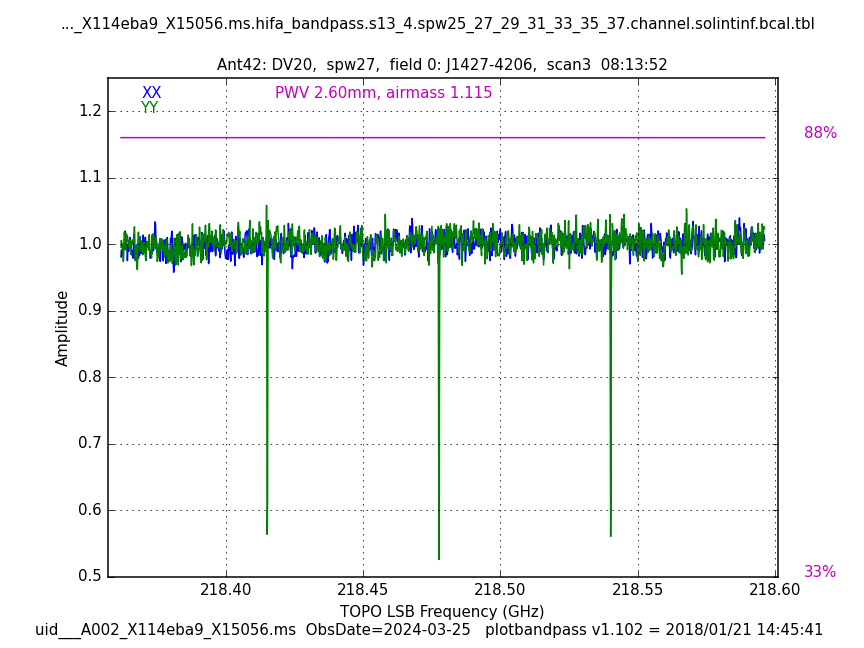 ..._X114eba9_X15056.ms.hifa_bandpass.s13_4.spw25_27_29_31_33_35_37.channel.solintinf.bcal.tbl
Ant42: DV20,  spw27,  field 0: J1427-4206,  scan3  08:13:52
XX
YY
PWV 2.60mm, airmass 1.115
88%
33%
1.2
1.1
1.0
0.9
0.8
0.7
0.6
0.5
Amplitude
218.40 218.45 218.50 218.55 218.60
TOPO LSB Frequency (GHz)
uid___A002_X114eba9_X15056.ms  ObsDate=2024-03-25   plotbandpass v1.102 = 2018/01/21 14:45:41